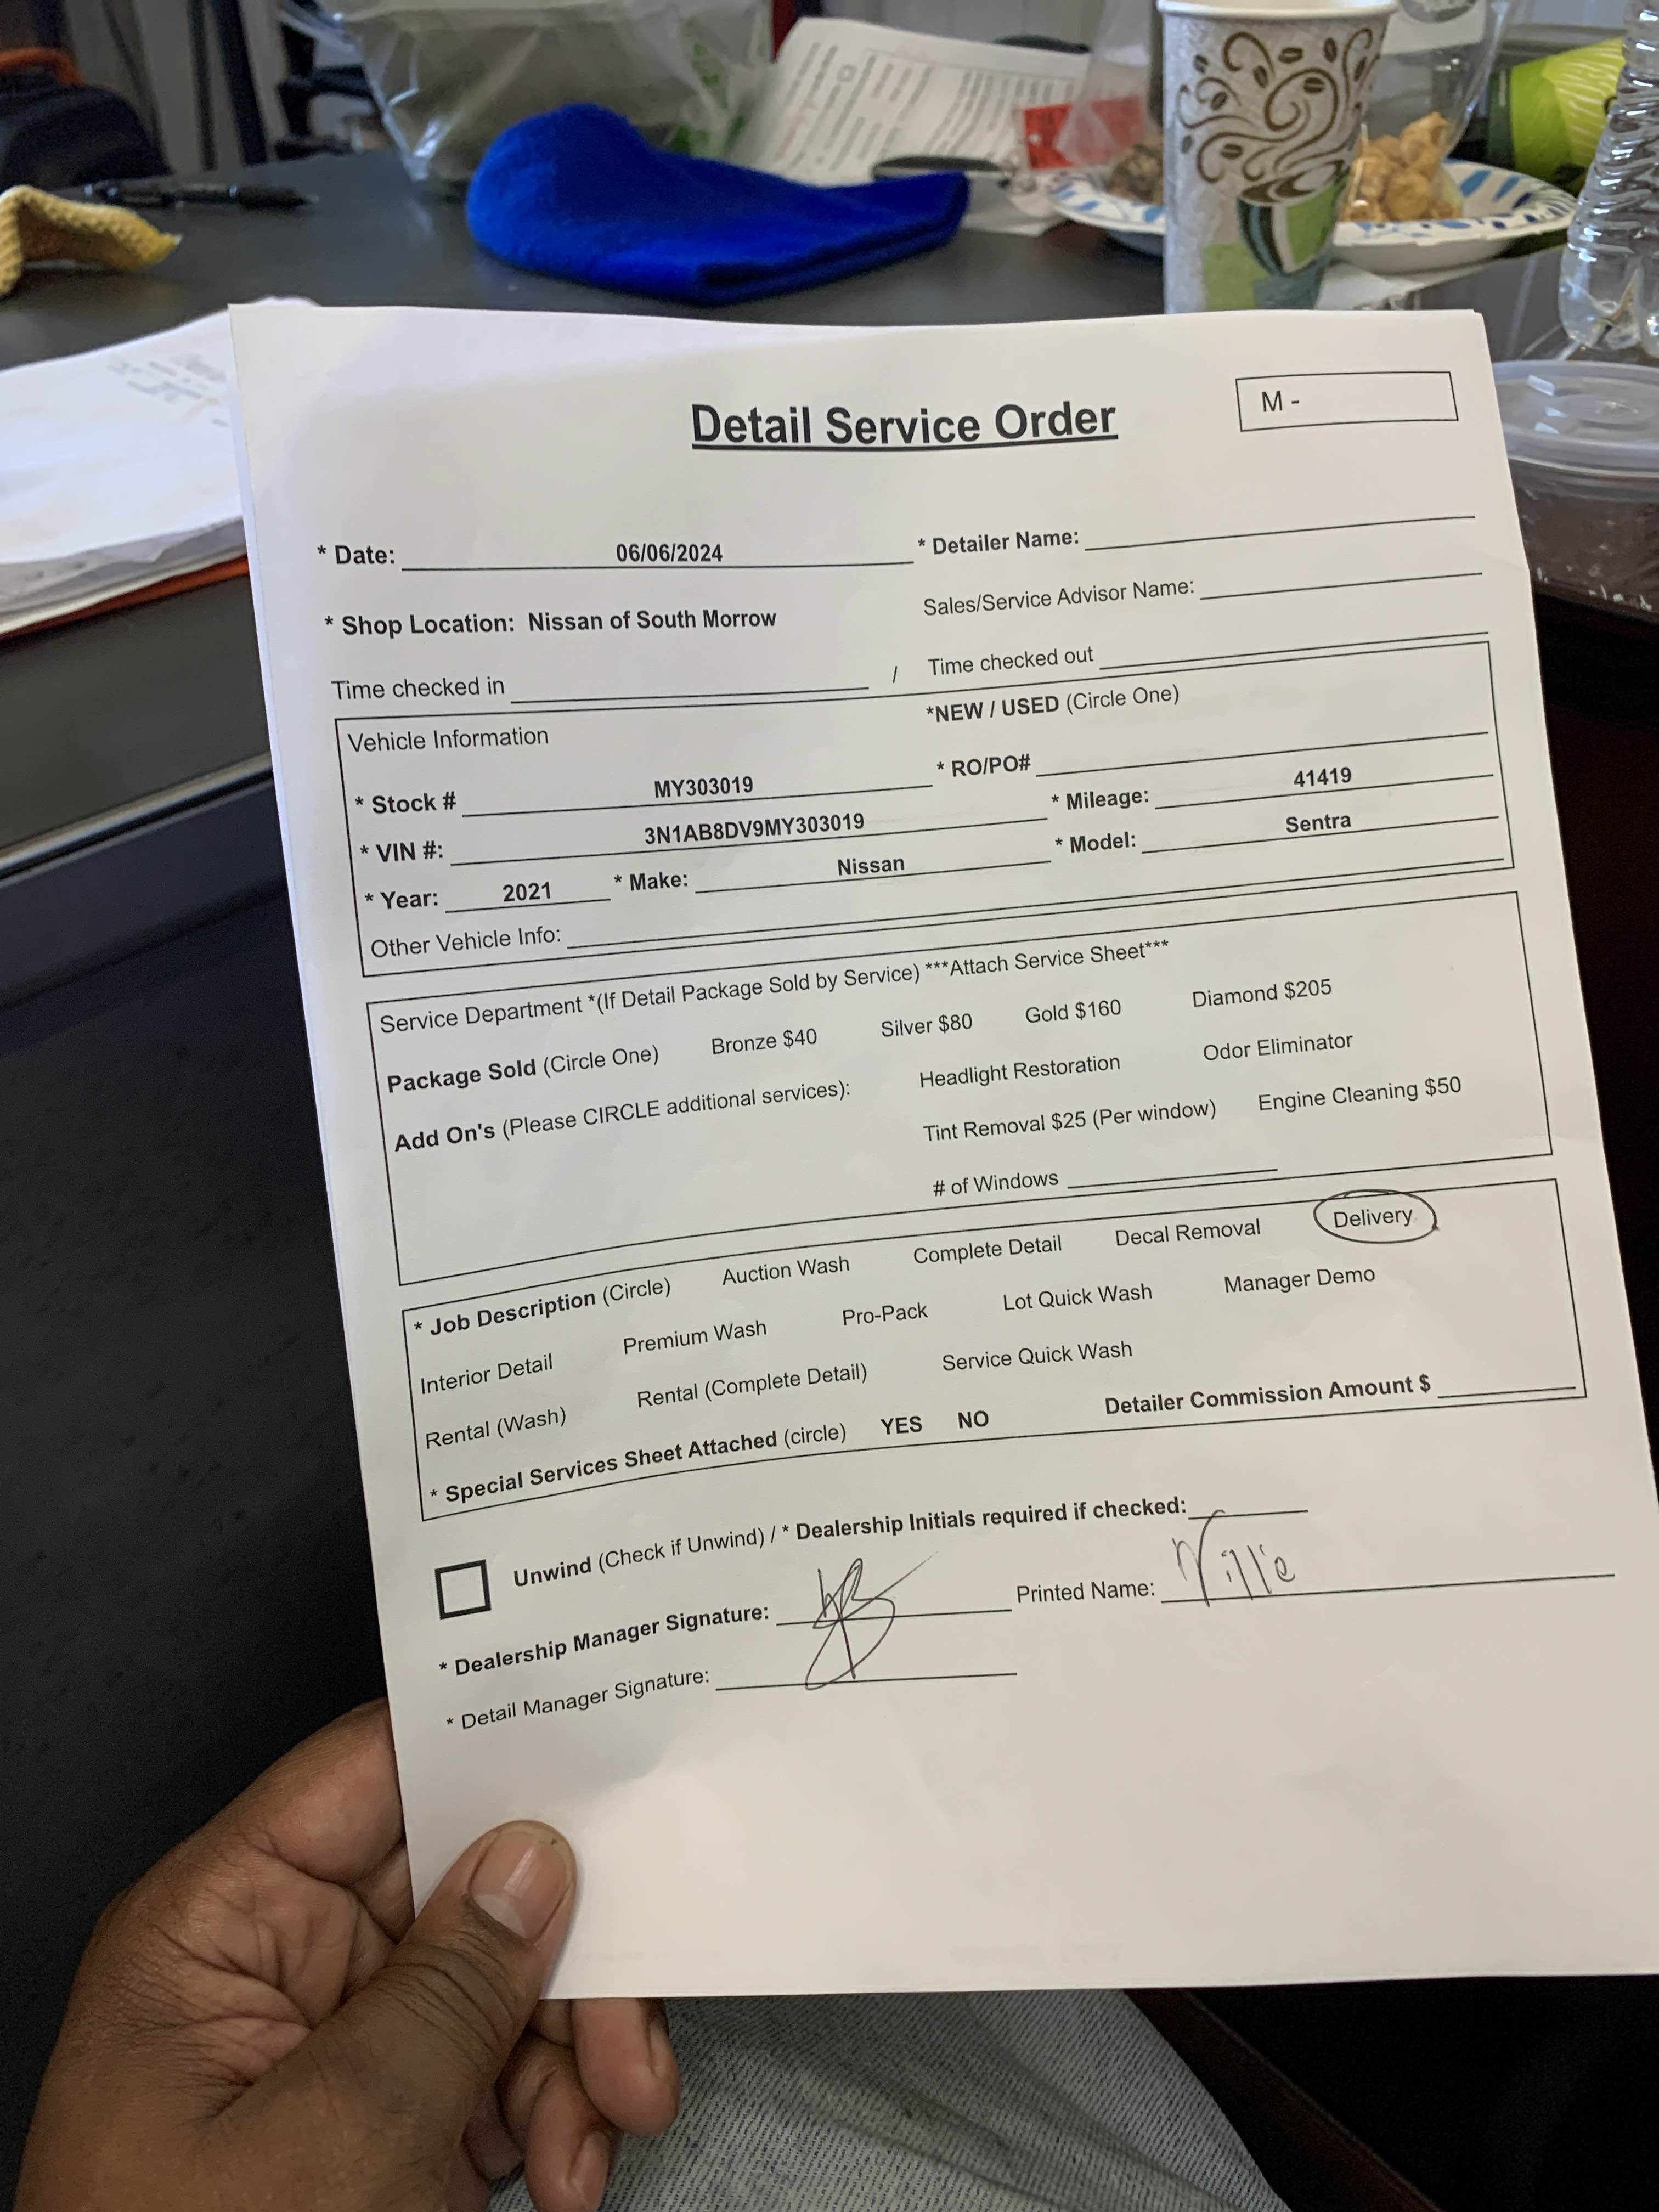 Detail Service Order
M -
* Date: 06/06/2024 * Detailer Name:
* Shop Location: Nissan of South Morrow Sales/Service Advisor Name:
Time checked in / Time checked out
Vehicle Information *NEW / USED (Circle One)
* Stock # MY303019 * RO/PO#
* VIN #: 3N1AB8DV9MY303019 * Mileage: 41419
* Year: 2021 * Make: Nissan * Model: Sentra
Other Vehicle Info:
Service Department *(If Detail Package Sold by Service) ***Attach Service Sheet***
Package Sold (Circle One) Bronze $40 Silver $80 Gold $160 Diamond $205
Add On's (Please CIRCLE additional services): Headlight Restoration Odor Eliminator
Tint Removal $25 (Per window) Engine Cleaning $50
# of Windows
* Job Description (Circle) Auction Wash Complete Detail Decal Removal Delivery
Interior Detail Premium Wash Pro-Pack Lot Quick Wash Manager Demo
Rental (Wash) Rental (Complete Detail) Service Quick Wash
* Special Services Sheet Attached (circle) YES NO Detailer Commission Amount $
Unwind (Check if Unwind) / * Dealership Initials required if checked:
* Dealership Manager Signature: Printed Name:
* Detail Manager Signature: